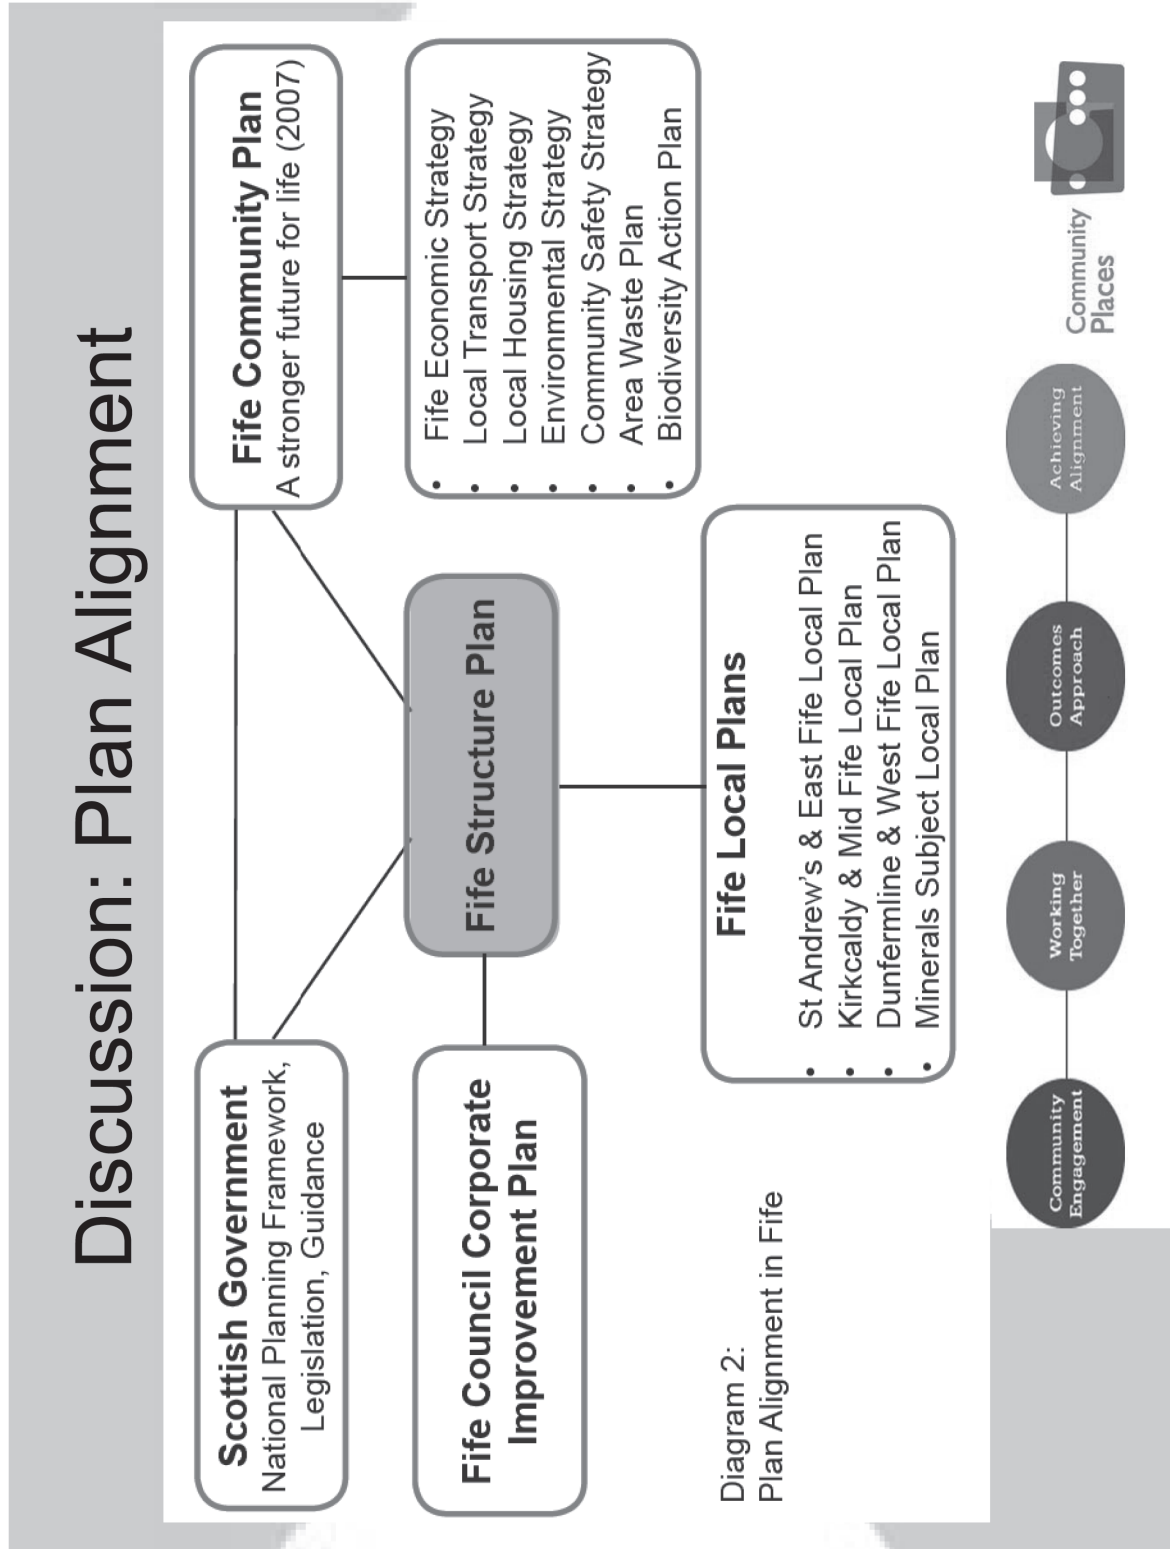 Discussion: Plan Alignment
Scottish Government
National Planning Framework,
Legislation, Guidance
Fife Community Plan
A stronger future for life (2007)
Fife Council Corporate
Improvement Plan
Fife Structure Plan
• Fife Economic Strategy
• Local Transport Strategy
• Local Housing Strategy
• Environmental Strategy
• Community Safety Strategy
• Area Waste Plan
• Biodiversity Action Plan
Fife Local Plans
• St Andrew's & East Fife Local Plan
• Kirkcaldy & Mid Fife Local Plan
• Dunfermline & West Fife Local Plan
• Minerals Subject Local Plan
Diagram 2:
Plan Alignment in Fife
Community
Engagement
Working
Together
Outcomes
Approach
Achieving
Alignment
Community
Places